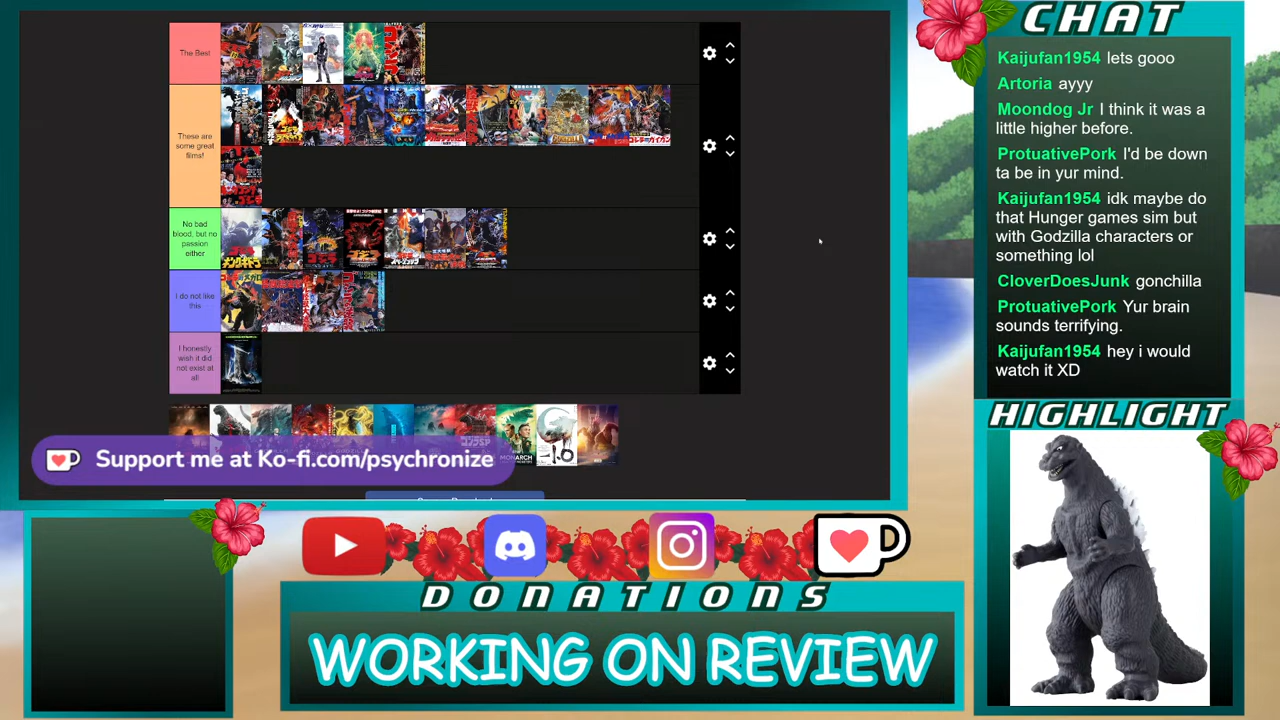 The Best
These are
some great
films!
No bad
blood, but no
passion
either
I do not like
this
I honestly
wish it did
not exist at
all
MONARCH
Support me at Ko-fi.com/psychronize
CHAT
Kaijufan1954 lets gooo
Artoria ayyy
Moondog Jr I think it was a
little higher before.
ProtuativePork I'd be down
ta be in yur mind.
Kaijufan1954 idk maybe do
that Hunger games sim but
with Godzilla characters or
something lol
CloverDoesJunk gonchilla
ProtuativePork Yur brain
sounds terrifying.
Kaijufan1954 hey i would
watch it XD
HIGHLIGHT
DONATIONS
WORKING ON REVIEW